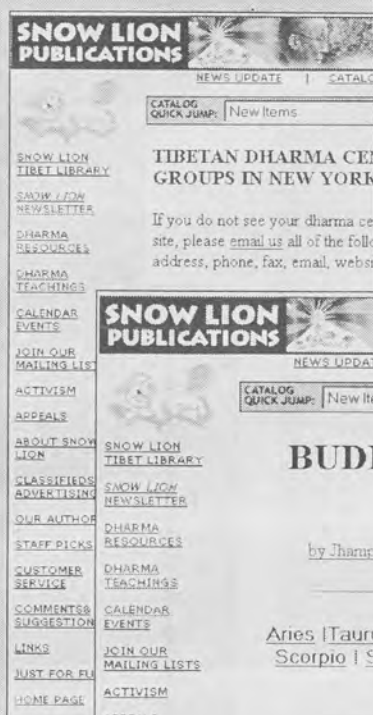 SNOW LION
PUBLICATIONS
NEWS UPDATE |
CATALOG
QUICK JUMP: New Items
SNOW LION
TIBET LIBRARY
SNOW LION
NEWSLETTER
DHARMA
RESOURCES
DHARMA
TEACHINGS
CALENDAR
EVENTS
JOIN OUR
MAILING LIST
ACTIVISM
APPEALS
ABOUT SNOW
LION
CLASSIFIEDS
ADVERTISING
OUR AUTHOR
STAFF PICKS
CUSTOMER
SERVICE
COMMENTS&
SUGGESTION
LINKS
JUST FOR FU
HOME PAGE
TIBETAN DHARMA CE
GROUPS IN NEW YORK
If you do not see your dharma ce
site, please email us all of the follo
address, phone, fax, email, websi
SNOW LION
PUBLICATIONS
NEWS UPDAT
CATALOG
QUICK JUMP: New Ite
SNOW LION
TIBET LIBRARY
SNOW LION
NEWSLETTER
DHARMA
RESOURCES
DHARMA
TEACHINGS
CALENDAR
EVENTS
JOIN OUR
MAILING LISTS
ACTIVISM
BUD
by Jhamp
Aries |Tauru
Scorpio | S